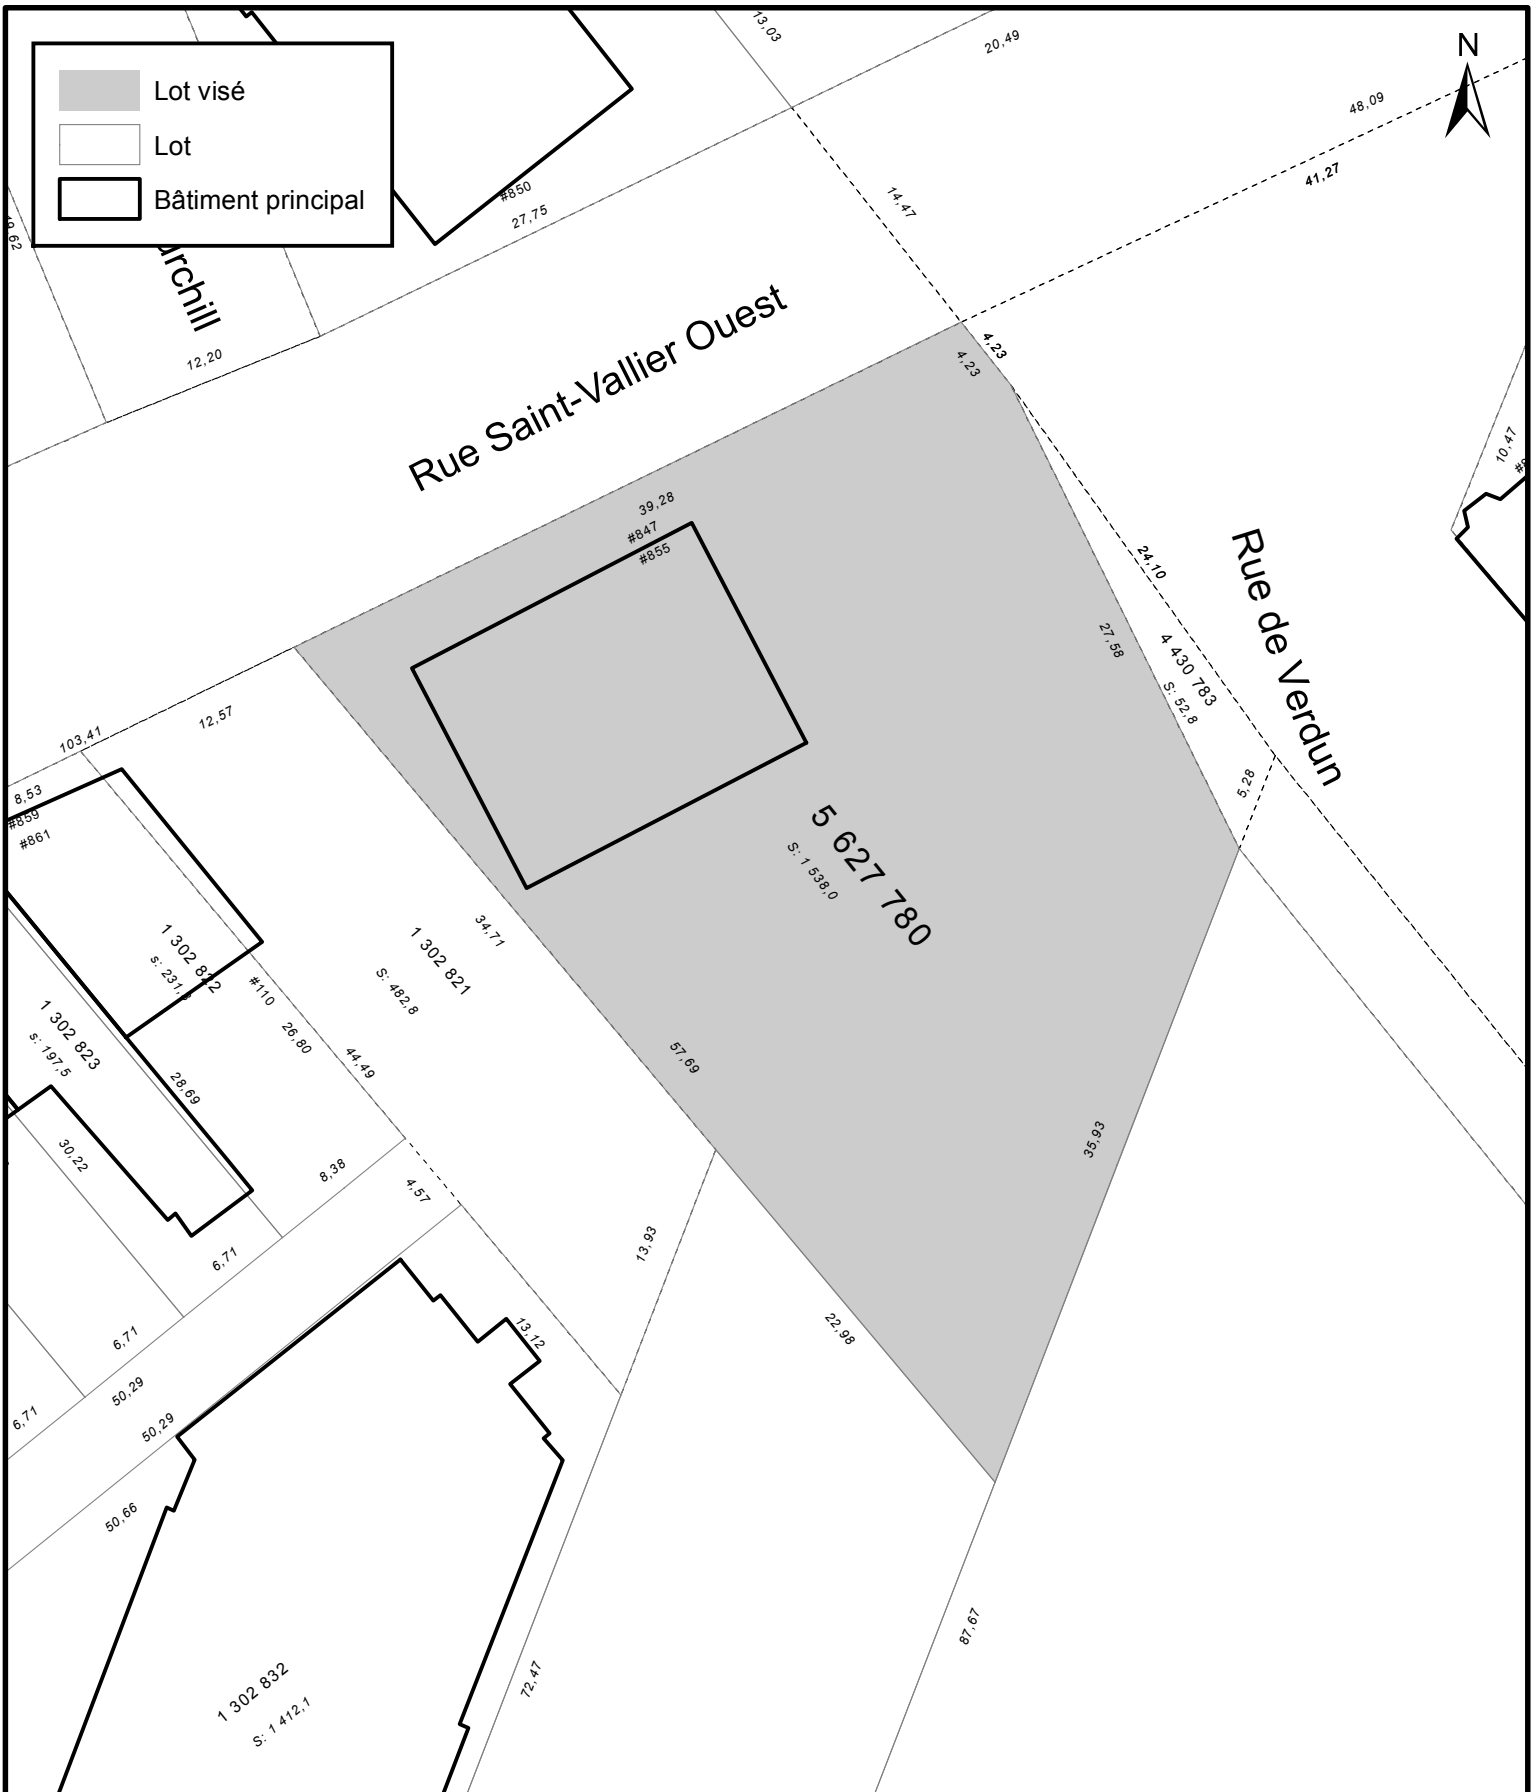 13,03
20,49
N
48,09
Lot visé
Lot
Bâtiment principal
#850
27,75
14,47
41,27
urchill
12,20
Rue Saint-Vallier Ouest
4,23
4,23
10,47
39,28
#847
#855
24,10
27,58
4 430 783
S: 52,8
Rue de Verdun
5,28
12,57
103,41
8,53
#859
#861
5 627 780
S: 1 538,0
34,71
1 302 821
S: 482,8
1 302 822
s: 231,
#110
26,80
44,49
1 302 823
s: 197,5
28,69
30,22
57,69
35,93
8,38
4,57
6,71
13,93
22,98
13,12
6,71
50,29
6,71
50,29
50,66
87,67
72,47
1 302 832
S: 1 412,1